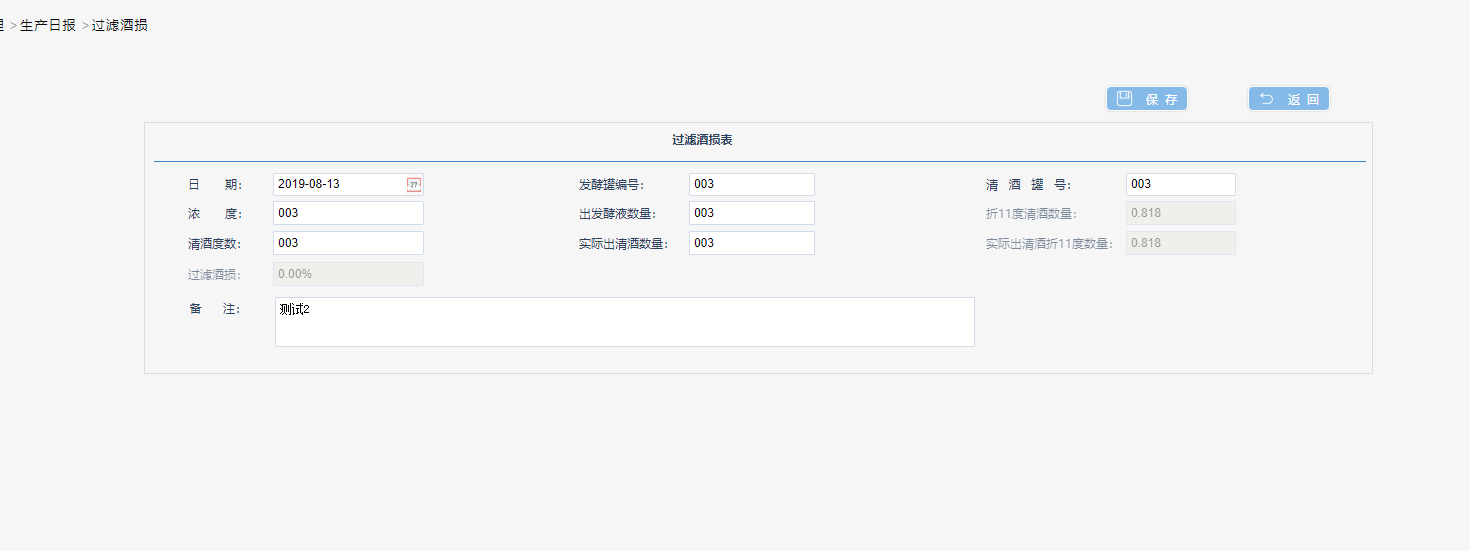 理 >生产日报 >过滤酒损
保 存 返 回
过滤酒损表
日 期: 2019-08-13 27 发酵罐编号: 003 清 酒 罐 号: 003
浓 度: 003 出发酵液数量: 003 折11度清酒数量: 0.818
清酒度数: 003 实际出清酒数量: 003 实际出清酒折11度数量: 0.818
过滤酒损: 0.00%
备 注: 测试2